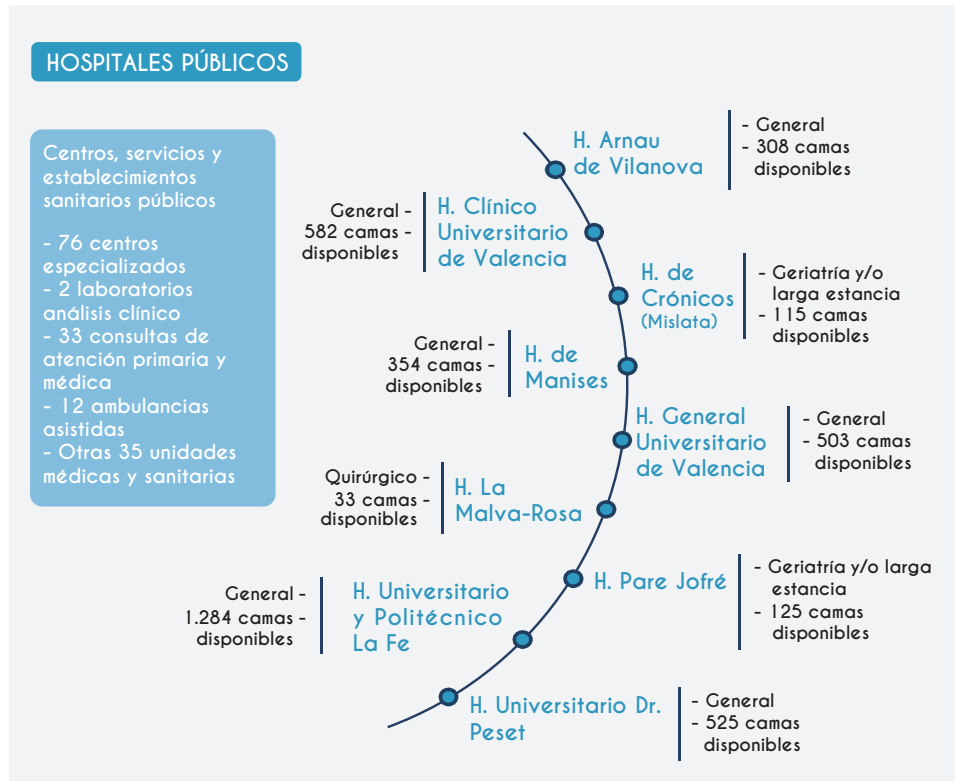 HOSPITALES PÚBLICOS
Centros, servicios y
establecimientos
sanitarios públicos
- 76 centros
especializados
- 2 laboratorios
análisis clínico
- 33 consultas de
atención primaria y
médica
- 12 ambulancias
asistidas
- Otras 35 unidades
médicas y sanitarias
H. Arnau
de Vilanova
- General
- 308 camas
disponibles
General -
582 camas -
disponibles
H. Clínico
Universitario
de Valencia
H. de
Crónicos
(Mislata)
- Geriatría y/o
larga estancia
- 115 camas
disponibles
General -
354 camas -
disponibles
H. de
Manises
H. General
Universitario
de Valencia
- General
- 503 camas
disponibles
Quirúrgico -
33 camas -
disponibles
H. La
Malva-Rosa
H. Pare Jofré
- Geriatría y/o larga
estancia
- 125 camas
disponibles
General -
1.284 camas -
disponibles
H. Universitario
y Politécnico
La Fe
H. Universitario Dr.
Peset
- General
- 525 camas
disponibles